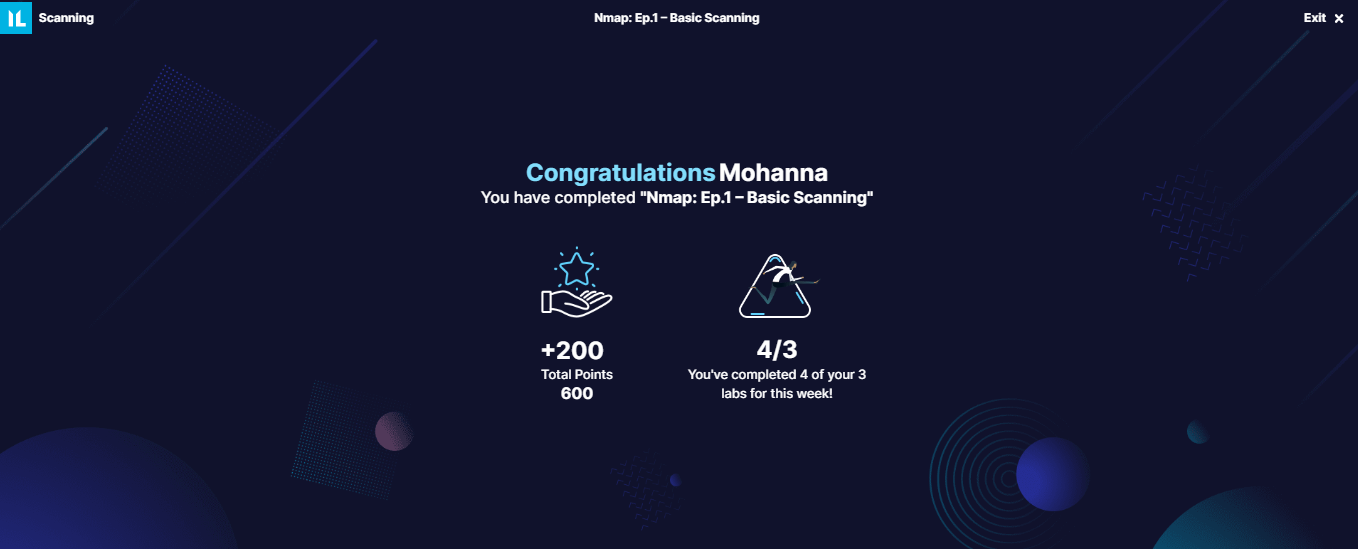 Scanning
Nmap: Ep.1 – Basic Scanning
Exit
Congratulations Mohanna
You have completed "Nmap: Ep.1 – Basic Scanning"
+200
Total Points
600
4/3
You've completed 4 of your 3
labs for this week!